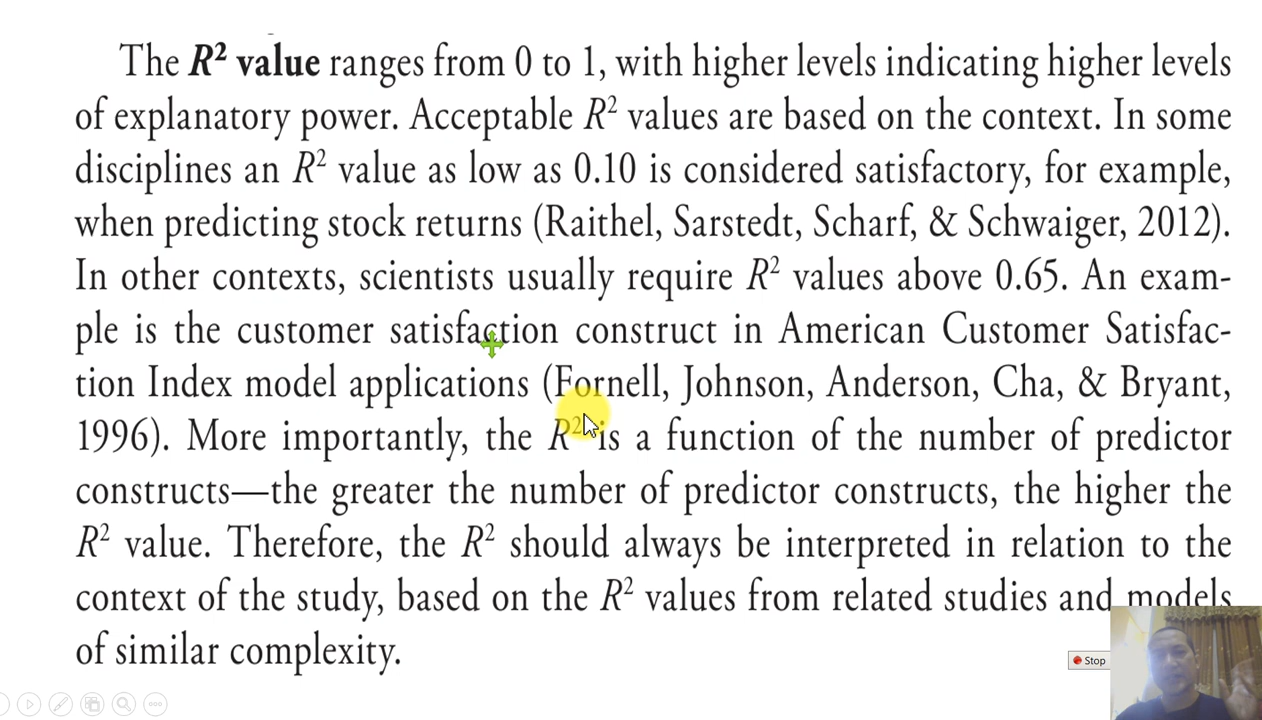 The R² value ranges from 0 to 1, with higher levels indicating higher levels
of explanatory power. Acceptable R² values are based on the context. In some
disciplines an R² value as low as 0.10 is considered satisfactory, for example,
when predicting stock returns (Raithel, Sarstedt, Scharf, & Schwaiger, 2012).
In other contexts, scientists usually require R² values above 0.65. An exam-
ple is the customer satisfaction construct in American Customer Satisfac-
tion Index model applications (Fornell, Johnson, Anderson, Cha, & Bryant,
1996). More importantly, the R² is a function of the number of predictor
constructs—the greater the number of predictor constructs, the higher the
R² value. Therefore, the R² should always be interpreted in relation to the
context of the study, based on the R² values from related studies and models
of similar complexity.
Stop